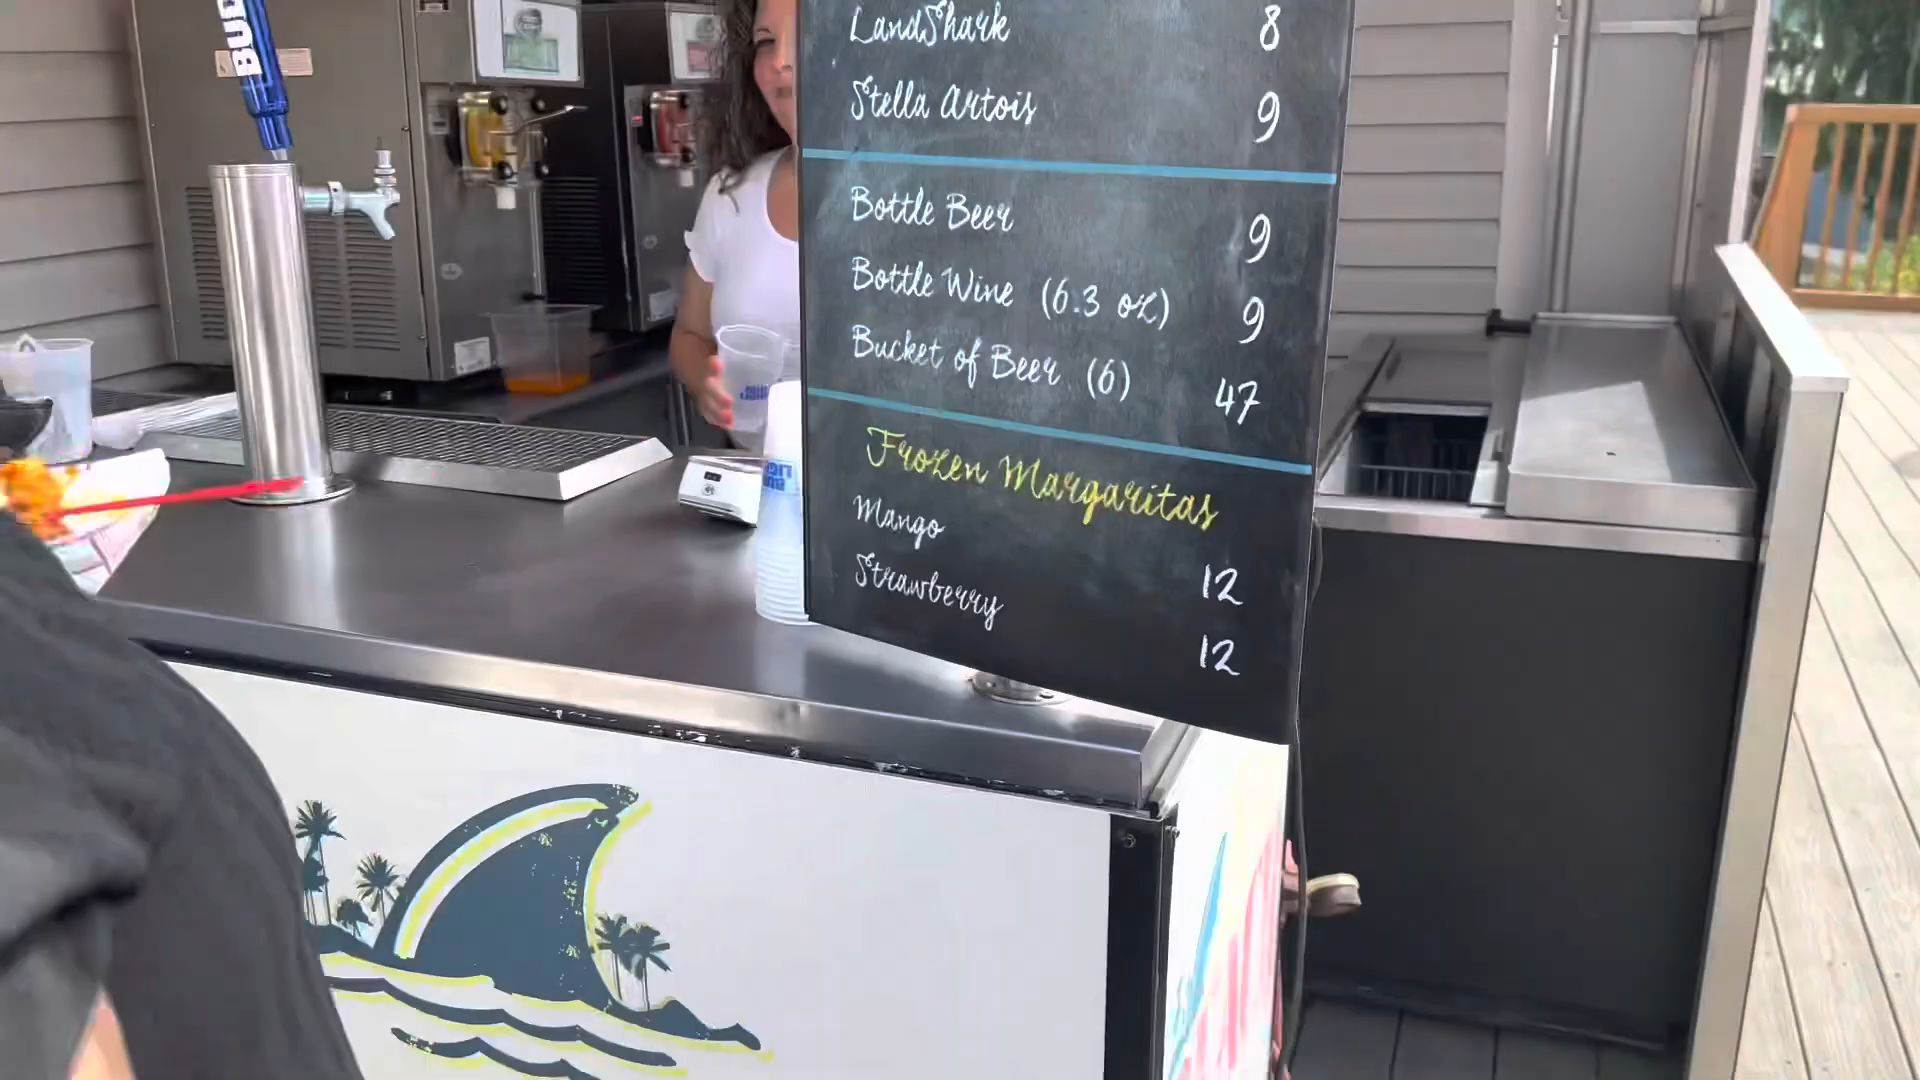 BUD
LandShark 8
Stella Artois 9
Bottle Beer 9
Bottle Wine (6.3 oz) 9
Bucket of Beer (6) 47
Frozen Margaritas
Mango 12
Strawberry 12